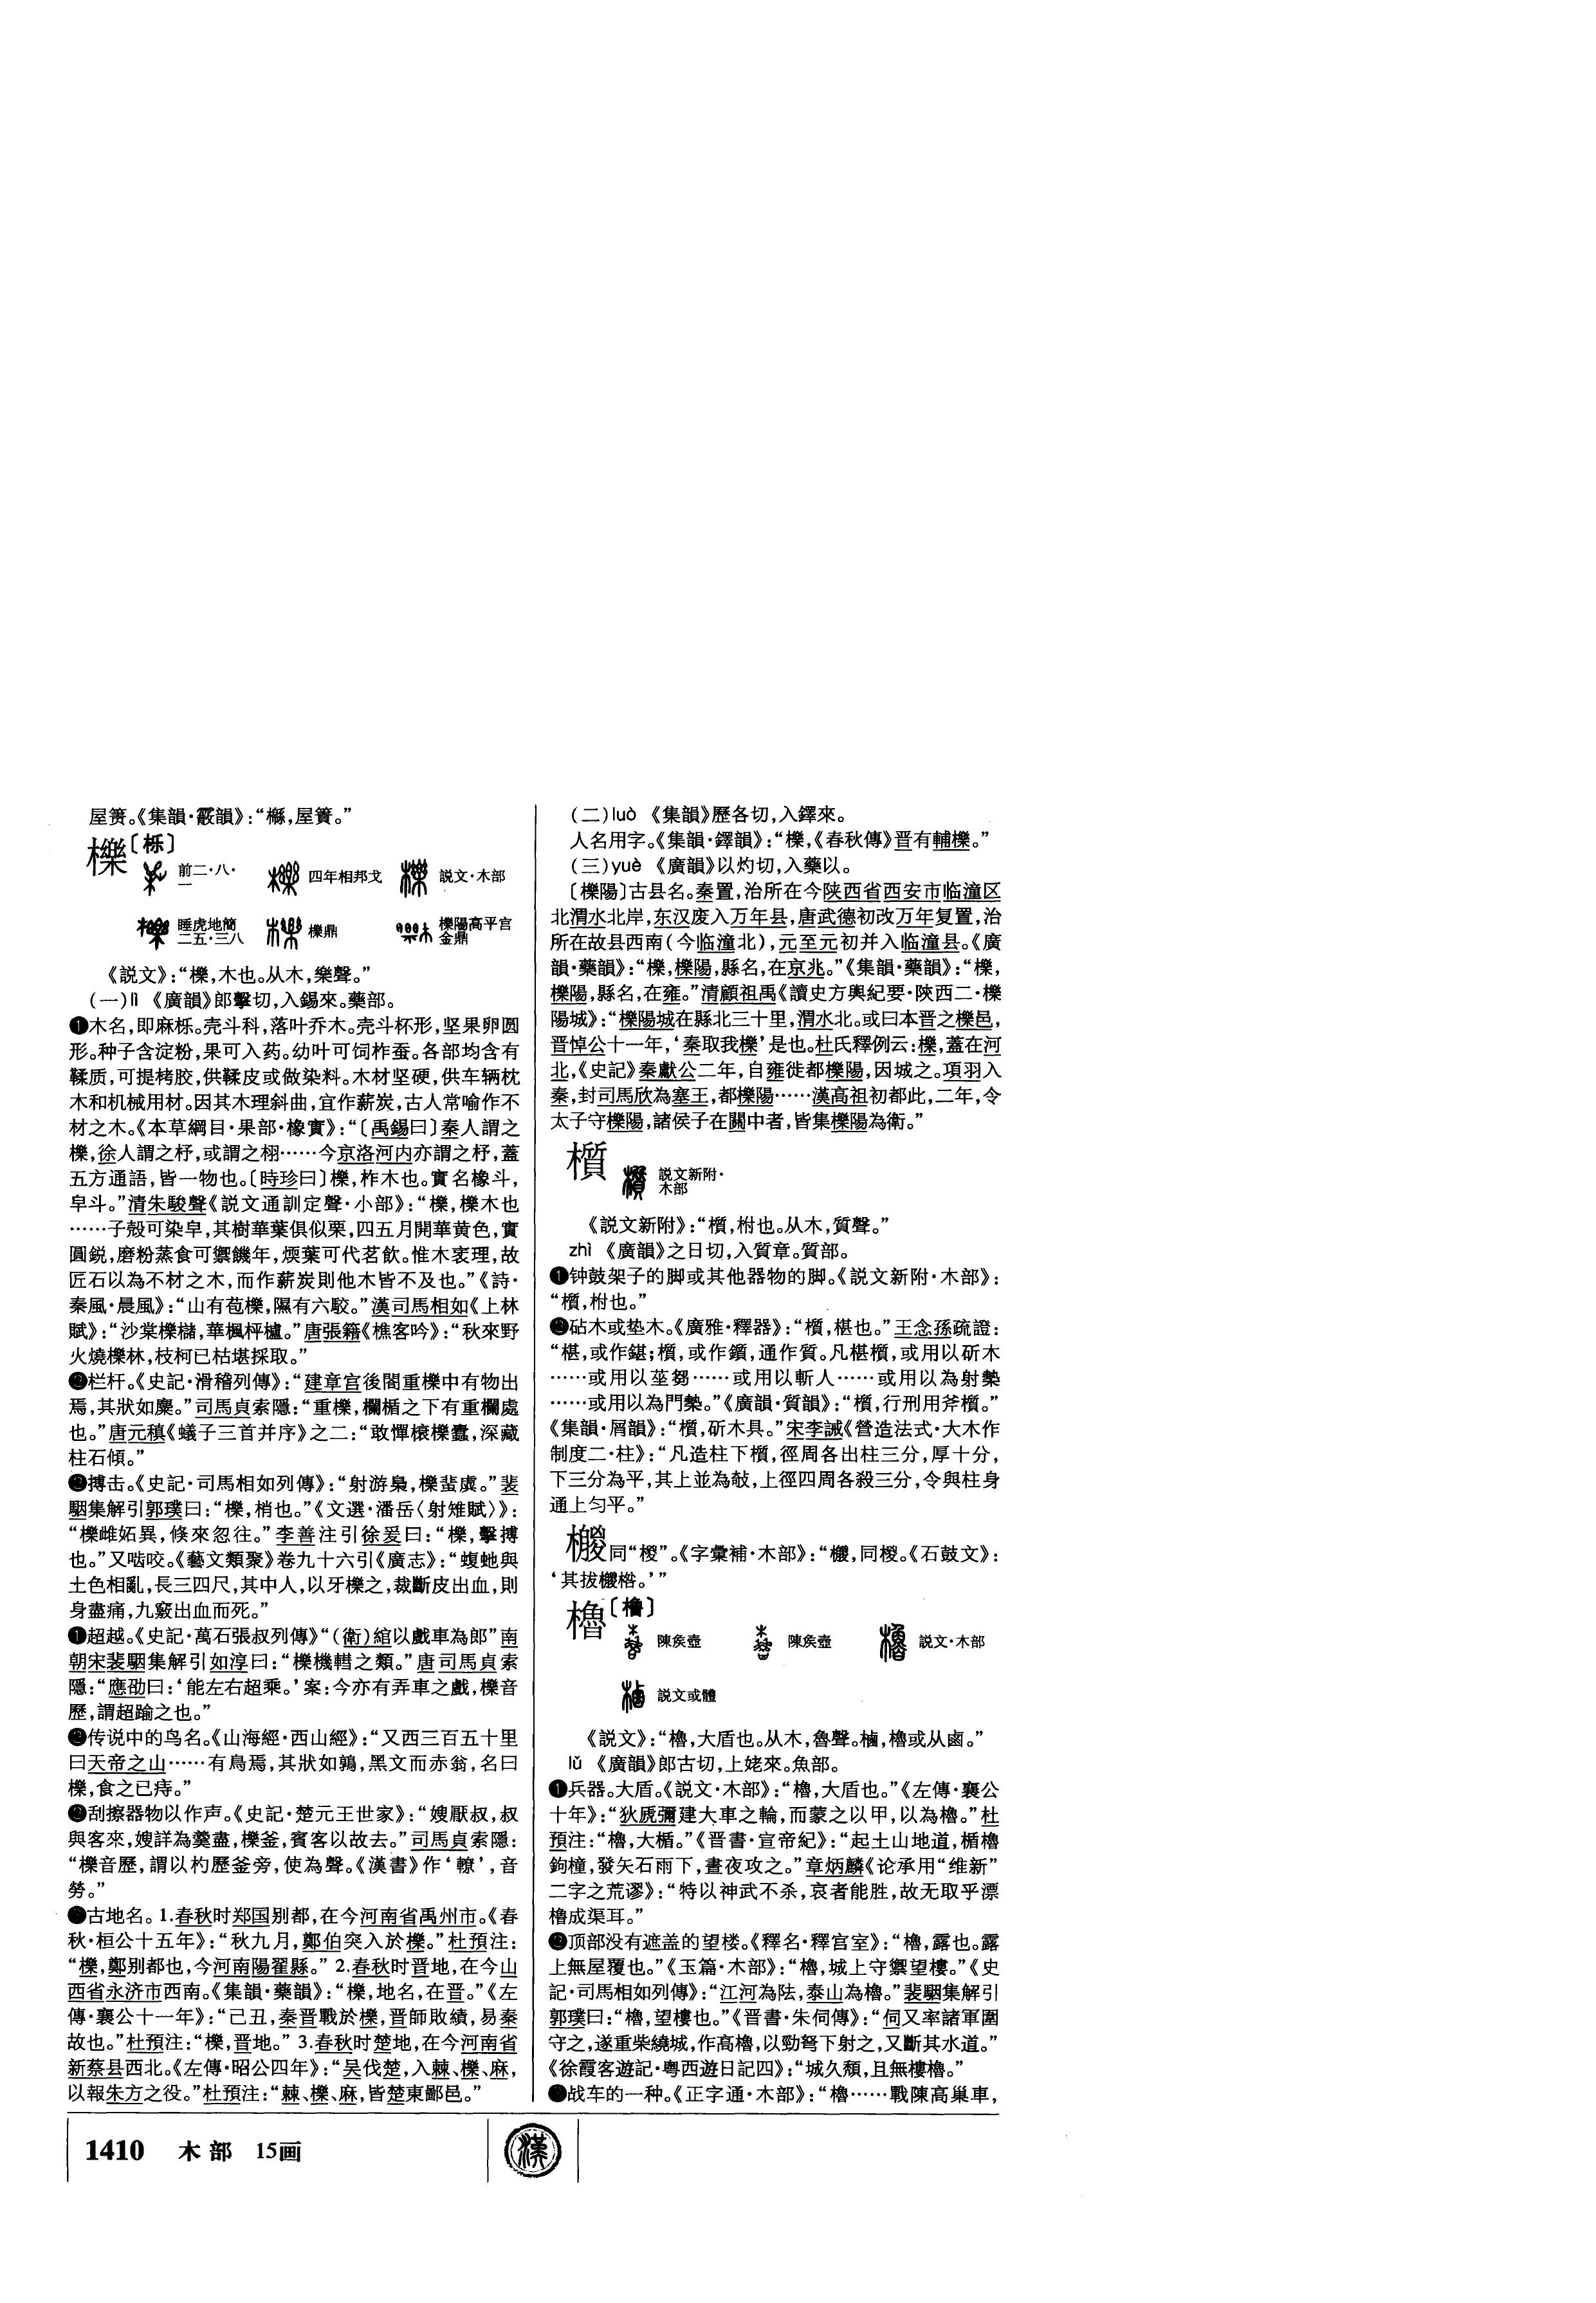 屋箦。《集韻·霰韻》：“㯠，屋簀。”
櫟〔栎〕
前二·八·一
四年相邦戈
説文·木部
睡虎地簡二五·三八
櫟鼎
櫟陽高平宫金鼎
《説文》：“櫟，木也。从木，樂聲。”
(一)lì 《廣韻》郎擊切，入錫來。藥部。
❶木名，即麻栎。壳斗科，落叶乔木。壳斗杯形，坚果卵圆
形。种子含淀粉，果可入药。幼叶可饲柞蚕。各部均含有
鞣质，可提栲胶，供鞣皮或做染料。木材坚硬，供车辆枕
木和机械用材。因其木理斜曲，宜作薪炭，古人常喻作不
材之木。《本草綱目·果部·橡實》：“〔禹錫曰〕秦人謂之
櫟，徐人謂之杼，或謂之栩……今京洛河内亦謂之杼，蓋
五方通語，皆一物也。〔時珍曰〕櫟，柞木也。實名橡斗，
皁斗。”清朱駿聲《説文通訓定聲·小部》：“櫟，櫟木也
……子殻可染皁，其樹華葉俱似栗，四五月開華黄色，實
圓鋭，磨粉蒸食可禦饑年，煗葉可代茗飲。惟木衺理，故
匠石以為不材之木，而作薪炭則他木皆不及也。”《詩·
秦風·晨風》：“山有苞櫟，隰有六駮。”漢司馬相如《上林
賦》：“沙棠櫟櫧，華楓枰櫨。”唐張籍《樵客吟》：“秋來野
火燒櫟林，枝柯已枯堪採取。”
❷栏杆。《史記·滑稽列傳》：“建章宫後閤重櫟中有物出
焉，其狀如麋。”司馬貞索隱：“重櫟，欄楯之下有重欄處
也。”唐元稹《蟻子三首并序》之二：“敢憚榱櫟蠹，深藏
柱石傾。”
❷搏击。《史記·司馬相如列傳》：“射游梟，櫟蜚虡。”裴
駰集解引郭璞曰：“櫟，梢也。”《文選·潘岳〈射雉賦〉》：
“櫟雌妬異，倏來忽往。”李善注引徐爰曰：“櫟，擊搏
也。”又啮咬。《藝文類聚》卷九十六引《廣志》：“蝮虵與
土色相亂，長三四尺，其中人，以牙櫟之，裁斷皮出血，則
身盡痛，九竅出血而死。”
❶超越。《史記·萬石張叔列傳》“(衛)綰以戲車為郎”南
朝宋裴駰集解引如淳曰：“櫟機轊之類。”唐司馬貞索
隱：“應劭曰：‘能左右超乘。’案：今亦有弄車之戲，櫟音
歷，謂超踰之也。”
❷传说中的鸟名。《山海經·西山經》：“又西三百五十里
曰天帝之山……有鳥焉，其狀如鶉，黑文而赤翁，名曰
櫟，食之已痔。”
❷刮擦器物以作声。《史記·楚元王世家》：“嫂厭叔，叔
與客來，嫂詳為羹盡，櫟釜，賓客以故去。”司馬貞索隱：
“櫟音歷，謂以杓歷釜旁，使為聲。《漢書》作‘轑’，音
勞。”
古地名。1.春秋时郑国别都，在今河南省禹州市。《春
秋·桓公十五年》：“秋九月，鄭伯突入於櫟。”杜預注：
“櫟，鄭别都也，今河南陽翟縣。”2.春秋时晋地，在今山
西省永济市西南。《集韻·藥韻》：“櫟，地名，在晋。”《左
傳·襄公十一年》：“己丑，秦晋戰於櫟，晋師敗績，易秦
故也。”杜預注：“櫟，晋地。”3.春秋时楚地，在今河南省
新蔡县西北。《左傳·昭公四年》：“吴伐楚，入棘、櫟、麻，
以報朱方之役。”杜預注：“棘、櫟、麻，皆楚東鄙邑。”
(二)luò 《集韻》歷各切，入鐸來。
人名用字。《集韻·鐸韻》：“櫟，《春秋傳》晋有輔櫟。”
(三)yuè 《廣韻》以灼切，入藥以。
〔櫟陽〕古县名。秦置，治所在今陕西省西安市临潼区
北渭水北岸，东汉废入万年县，唐武德初改万年复置，治
所在故县西南(今临潼北)，元至元初并入临潼县。《廣
韻·藥韻》：“櫟，櫟陽，縣名，在京兆。”《集韻·藥韻》：“櫟，
櫟陽，縣名，在雍。”清顧祖禹《讀史方輿紀要·陝西二·櫟
陽城》：“櫟陽城在縣北三十里，渭水北。或曰本晋之櫟邑，
晋悼公十一年，‘秦取我櫟’是也。杜氏釋例云：櫟，蓋在河
北，《史記》秦獻公二年，自雍徙都櫟陽，因城之。項羽入
秦，封司馬欣為塞王，都櫟陽……漢高祖初都此，二年，令
太子守櫟陽，諸侯子在關中者，皆集櫟陽為衛。”
櫍
説文新附·木部
《説文新附》：“櫍，柎也。从木，質聲。”
zhì 《廣韻》之日切，入質章。質部。
❶钟鼓架子的脚或其他器物的脚。《説文新附·木部》：
“櫍，柎也。”
❷砧木或垫木。《廣雅·釋器》：“櫍，椹也。”王念孫疏證：
“椹，或作鍖；櫍，或作鑕，通作質。凡椹櫍，或用以斫木
……或用以莝芻……或用以斬人……或用以為射槷
……或用以為門槷。”《廣韻·質韻》：“櫍，行刑用斧櫍。”
《集韻·屑韻》：“櫍，斫木具。”宋李誡《營造法式·大木作
制度二·柱》：“凡造柱下櫍，徑周各出柱三分，厚十分，
下三分為平，其上並為敧，上徑四周各殺三分，令與柱身
通上匀平。”
同“椶”。《字彙補·木部》：“同椶。《石鼓文》：
櫓〔橹〕
陳矦壺
陳矦壺
説文·木部
説文或體
《説文》：“櫓，大盾也。从木，魯聲。樐，櫓或从鹵。”
lǔ 《廣韻》郎古切，上姥來。魚部。
❶兵器。大盾。《説文·木部》：“櫓，大盾也。”《左傳·襄公
十年》：“狄虒彌建大車之輪，而蒙之以甲，以為櫓。”杜
預注：“櫓，大楯。”《晋書·宣帝紀》：“起土山地道，楯櫓
鉤橦，發矢石雨下，晝夜攻之。”章炳麟《论承用“维新”
二字之荒谬》：“特以神武不杀，哀者能胜，故无取乎漂
橹成渠耳。”
❷顶部没有遮盖的望楼。《釋名·釋宫室》：“櫓，露也。露
上無屋覆也。”《玉篇·木部》：“櫓，城上守禦望樓。”《史
記·司馬相如列傳》：“江河為阹，泰山為櫓。”裴駰集解引
郭璞曰：“櫓，望樓也。”《晋書·朱伺傳》：“伺又率諸軍圍
守之，遂重柴繞城，作高櫓，以勁弩下射之，又斷其水道。”
《徐霞客遊記·粤西遊日記四》：“城久頽，且無樓櫓。”
战车的一种。《正字通·木部》：“櫓……戰陳高巢車，
1410 木部 15画
漢